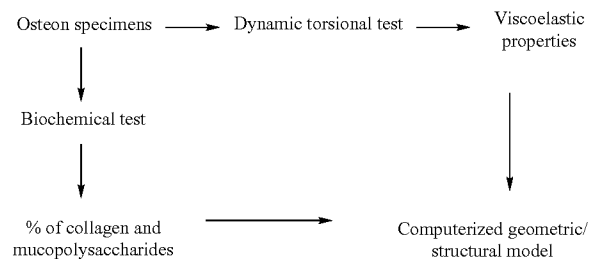 Osteon specimens
Dynamic torsional test
Viscoelastic
properties
Biochemical test
% of collagen and
mucopolysaccharides
Computerized geometric/
structural model